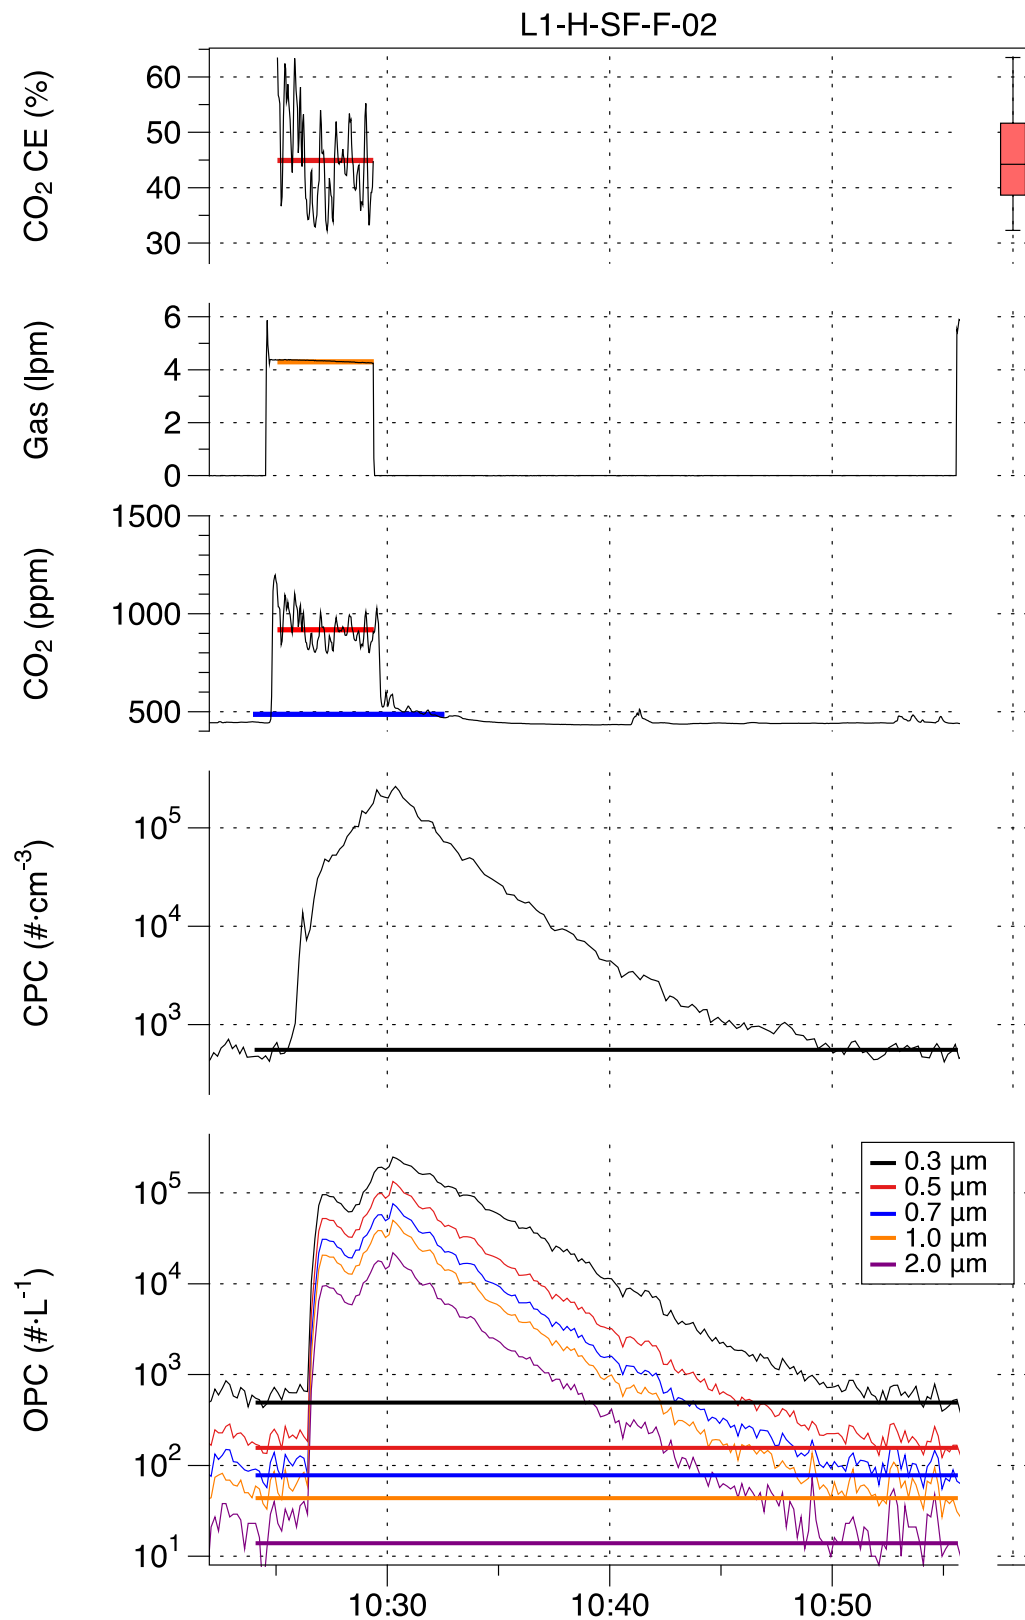 L1-H-SF-F-02
CO2 CE (%)
60
50
40
30
Gas (lpm)
6
4
2
0
CO2 (ppm)
1500
1000
500
CPC (#·cm-3)
10^5
10^4
10^3
OPC (#·L-1)
10^5
10^4
10^3
10^2
10^1
0.3 µm
0.5 µm
0.7 µm
1.0 µm
2.0 µm
10:30 10:40 10:50